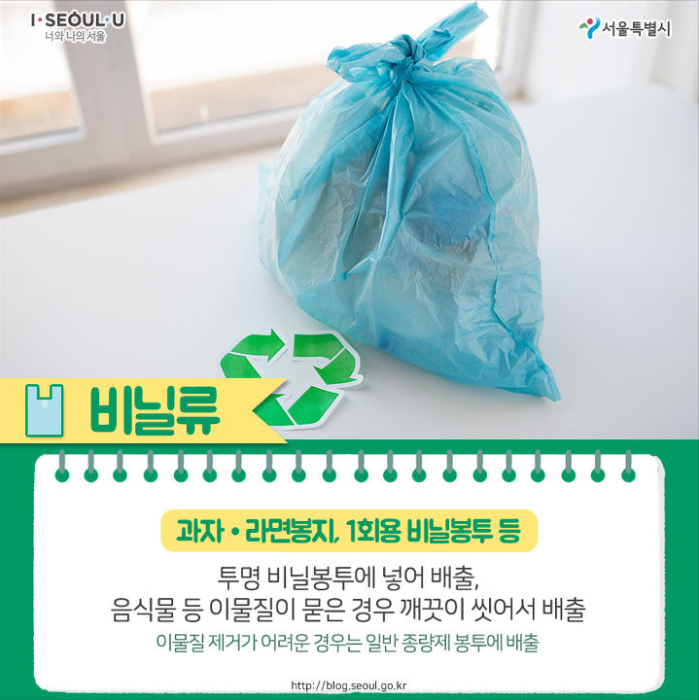 I·SEOUL·U
너와 나의 서울
서울특별시
비닐류
과자·라면봉지, 1회용 비닐봉투 등
투명 비닐봉투에 넣어 배출,
음식물 등 이물질이 묻은 경우 깨끗이 씻어서 배출
이물질 제거가 어려운 경우는 일반 종량제 봉투에 배출
http://blog.seoul.go.kr